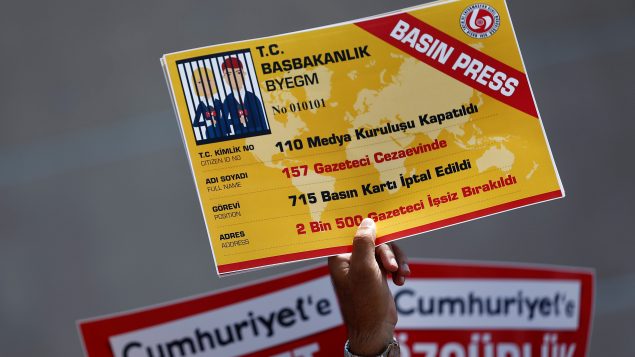 T.C.
BAŞBAKANLIK
BYEGM
No 010101
BASIN PRESS
T.C. KİMLİK NO
CITIZEN ID NO
110 Medya Kuruluşu Kapatıldı
ADI SOYADI
FULL NAME
157 Gazeteci Cezaevinde
GÖREVİ
POSITION
715 Basın Kartı İptal Edildi
ADRES
ADDRESS
2 Bin 500 Gazeteci İşsiz Bırakıldı
Cumhuriyet'e
Cumhuriyet'e
ÖZGÜRLÜK